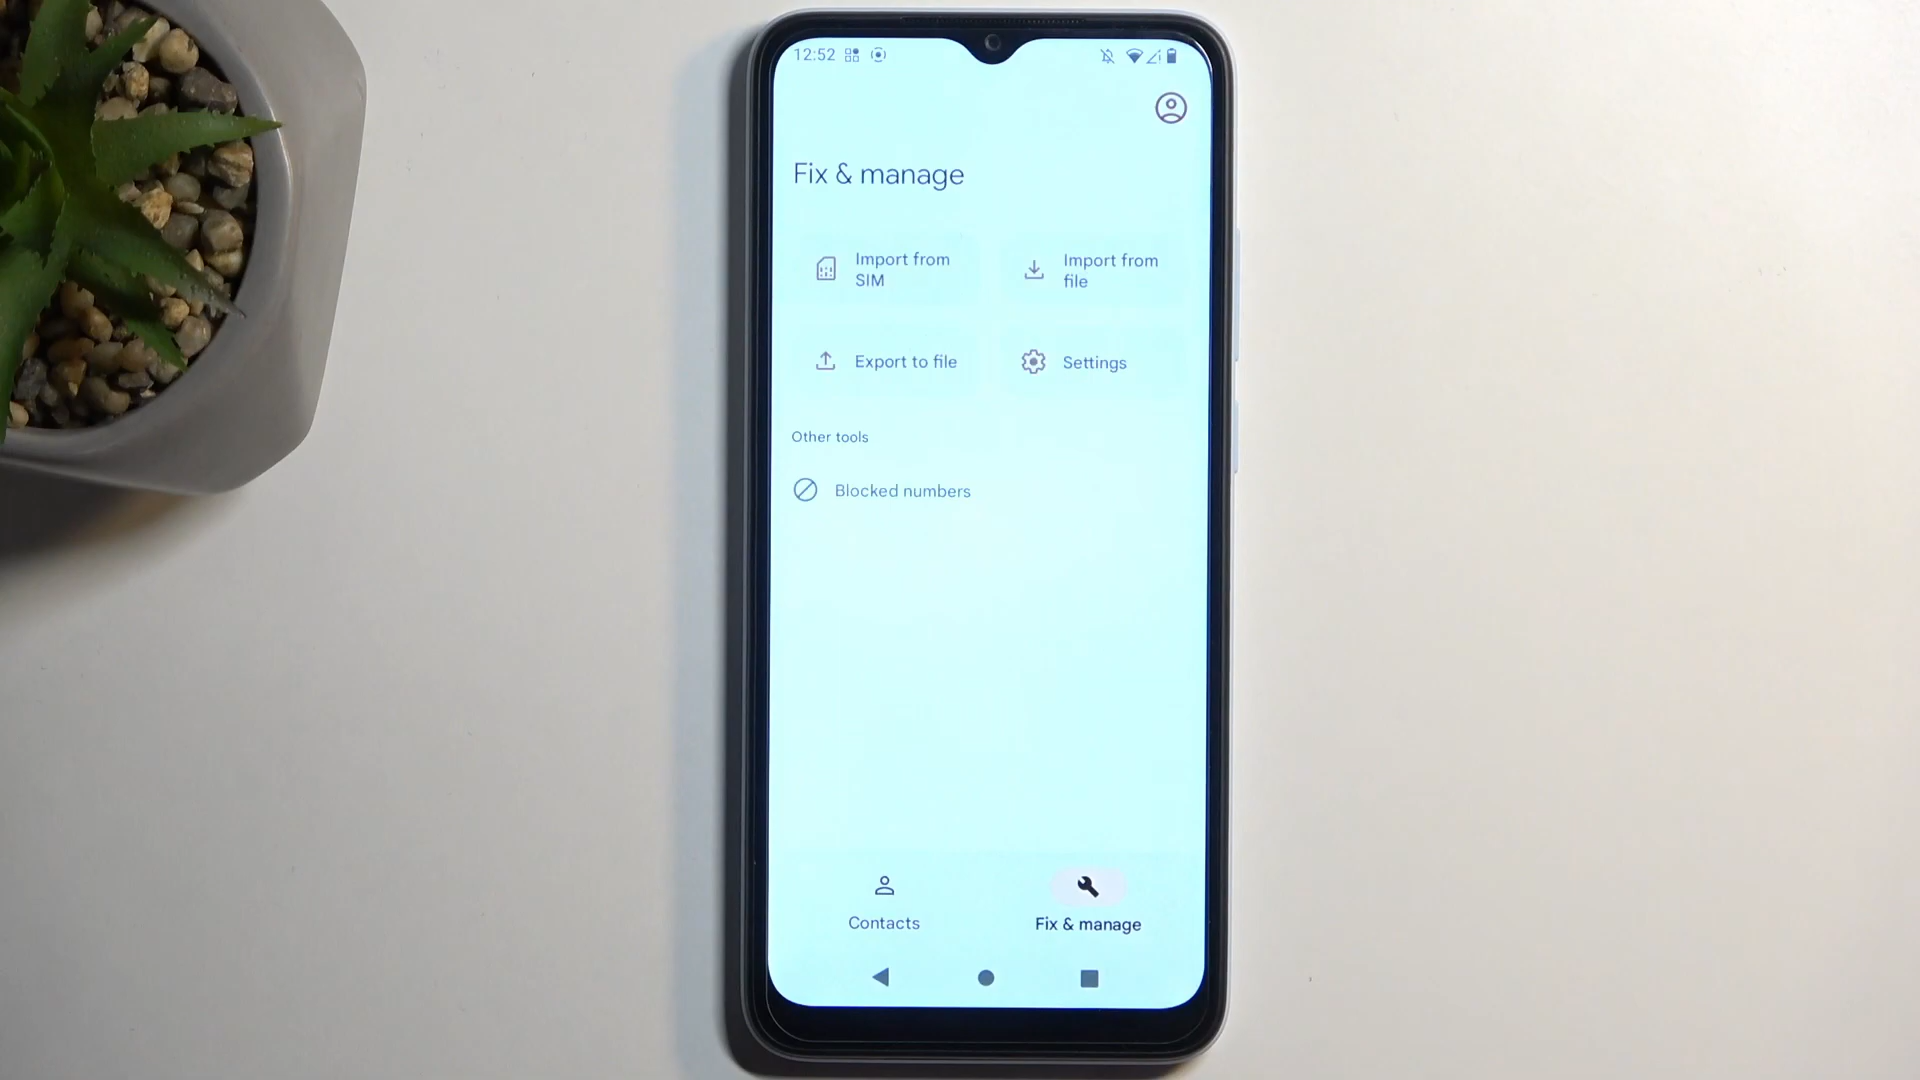 12:52
Fix & manage
Import from
SIM
Import from
file
Export to file
Settings
Other tools
Blocked numbers
Contacts
Fix & manage